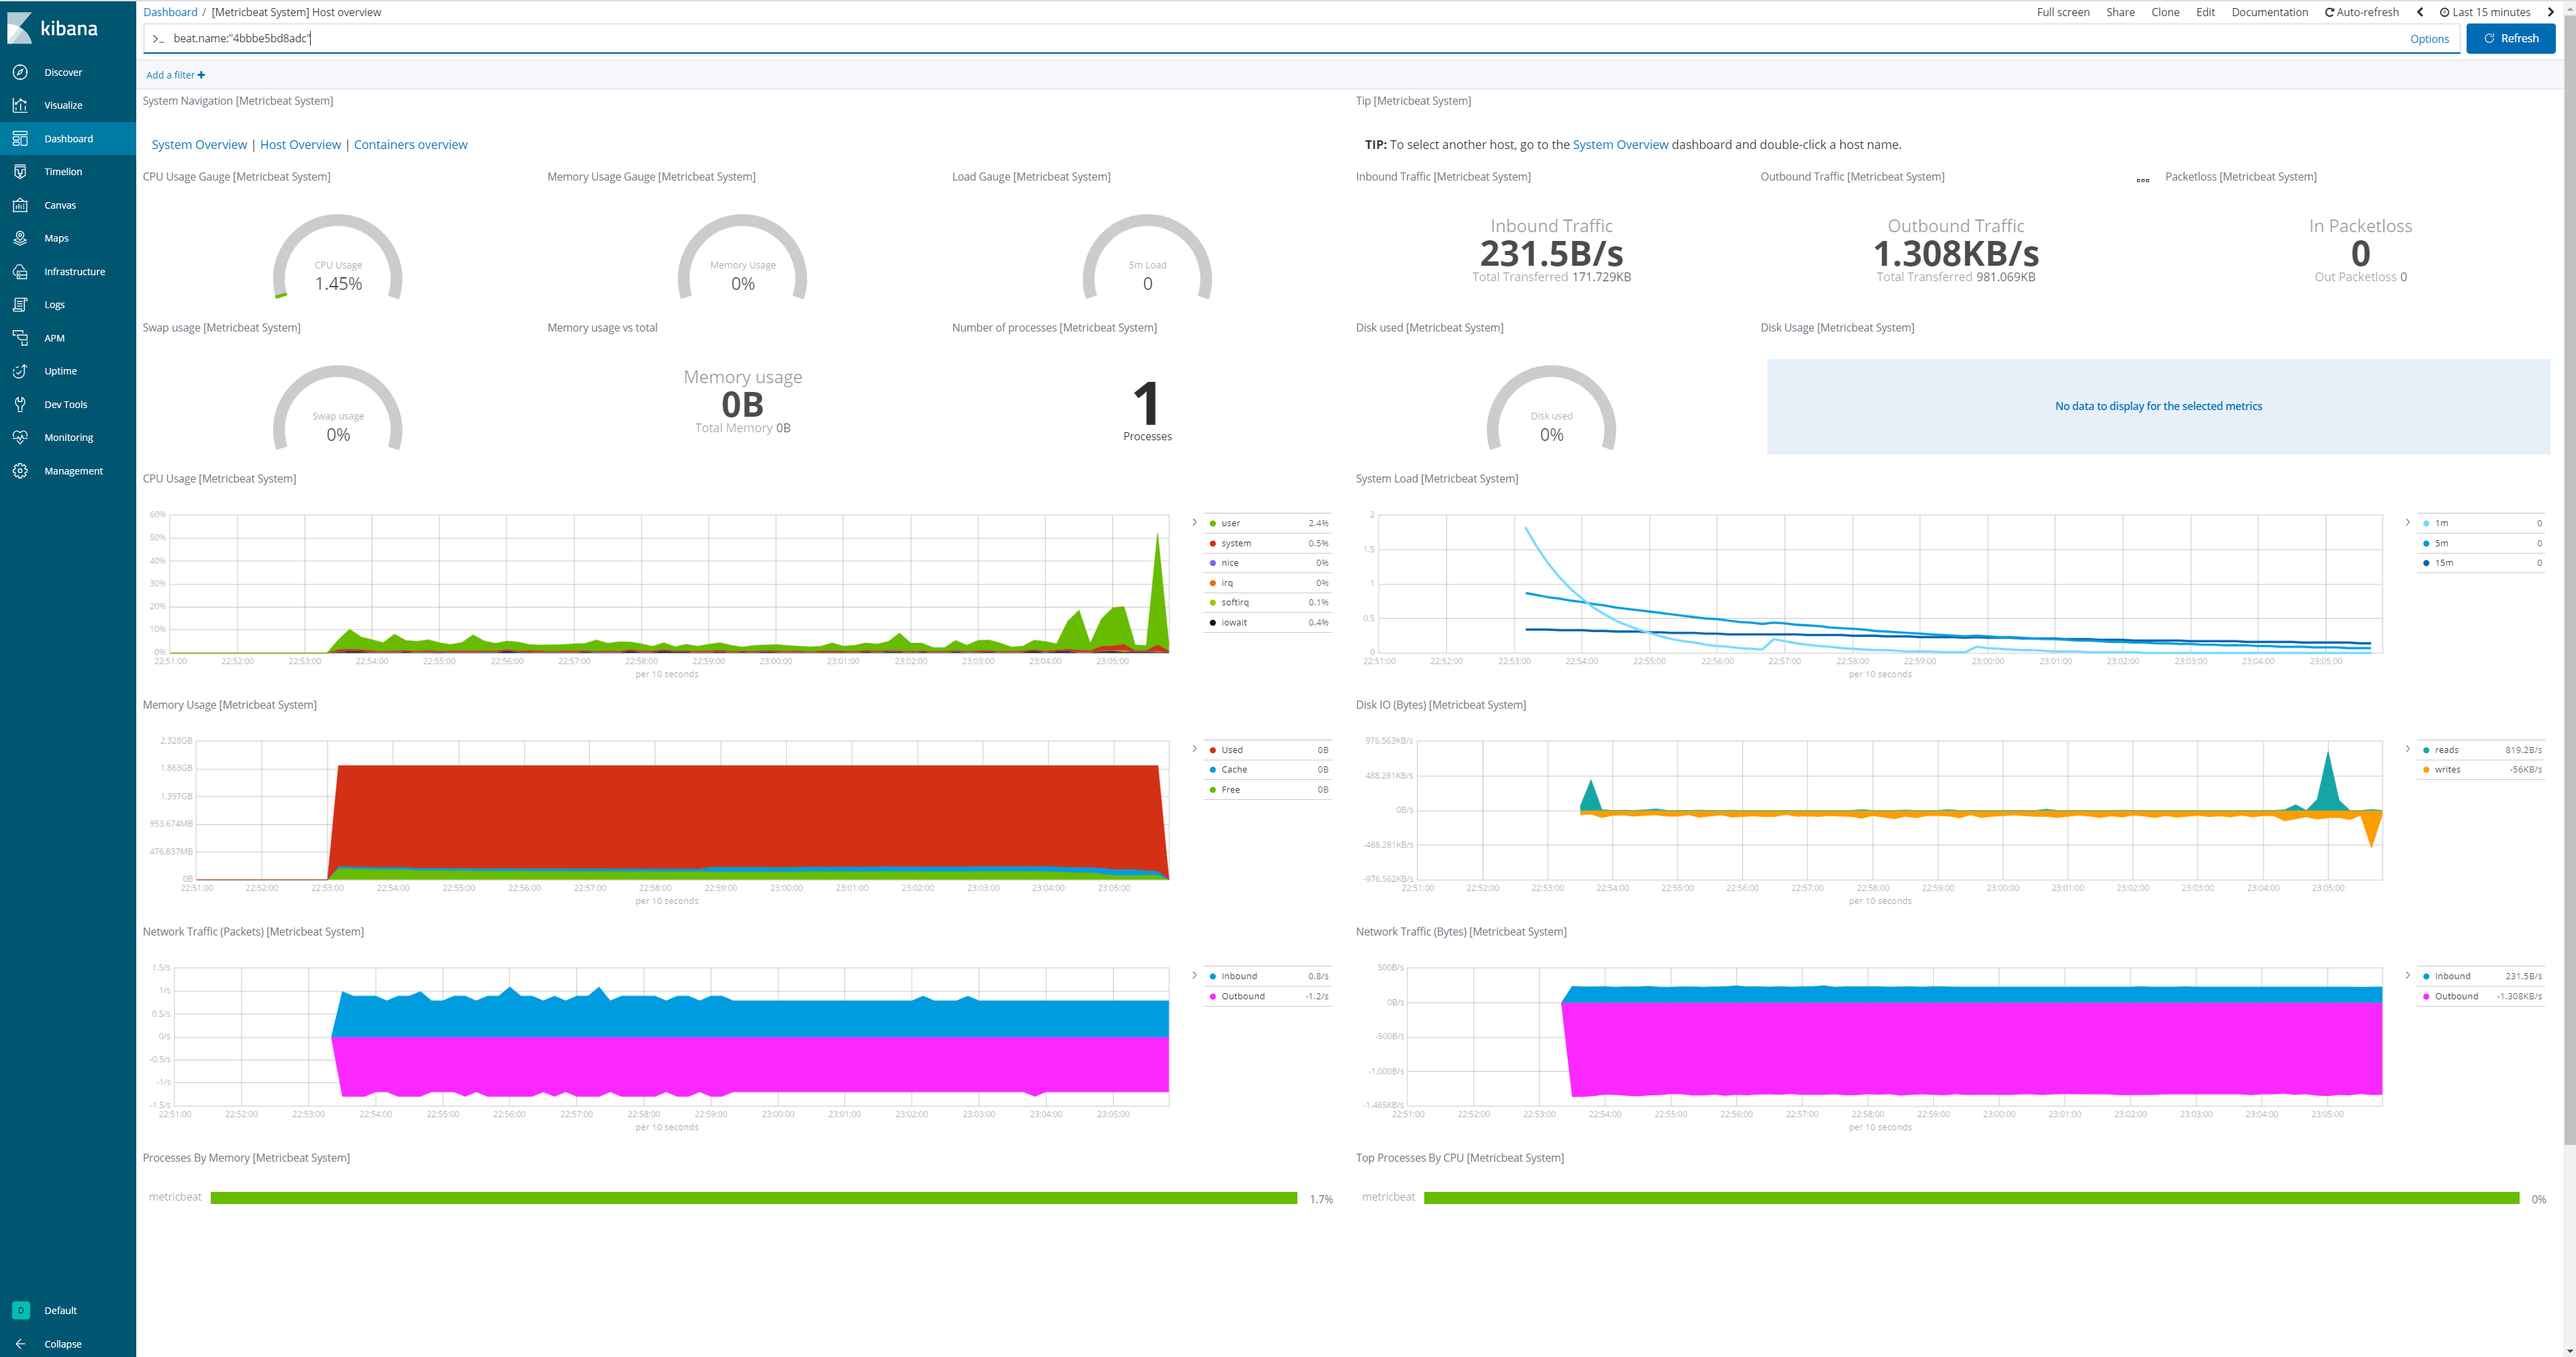 kibana
Discover
Visualize
Dashboard
Timelion
Canvas
Maps
Infrastructure
Logs
APM
Uptime
Dev Tools
Monitoring
Management
D Default
Collapse
Dashboard / [Metricbeat System] Host overview
Full screen Share Clone Edit Documentation Auto-refresh Last 15 minutes
>_ beat.name:"4bbbe5bd8adc"
Options Refresh
Add a filter +
System Navigation [Metricbeat System]
System Overview | Host Overview | Containers overview
Tip [Metricbeat System]
TIP: To select another host, go to the System Overview dashboard and double-click a host name.
CPU Usage Gauge [Metricbeat System]
CPU Usage
1.45%
Memory Usage Gauge [Metricbeat System]
Memory Usage
0%
Load Gauge [Metricbeat System]
5m Load
0
Inbound Traffic [Metricbeat System]
Inbound Traffic
231.5B/s
Total Transferred 171.729KB
Outbound Traffic [Metricbeat System]
Outbound Traffic
1.308KB/s
Total Transferred 981.069KB
Packetloss [Metricbeat System]
In Packetloss
0
Out Packetloss 0
Swap usage [Metricbeat System]
Swap usage
0%
Memory usage vs total
Memory usage
0B
Total Memory 0B
Number of processes [Metricbeat System]
1
Processes
Disk used [Metricbeat System]
Disk used
0%
Disk Usage [Metricbeat System]
No data to display for the selected metrics
CPU Usage [Metricbeat System]
60%
50%
40%
30%
20%
10%
0%
22:51:00 22:52:00 22:53:00 22:54:00 22:55:00 22:56:00 22:57:00 22:58:00 22:59:00 23:00:00 23:01:00 23:02:00 23:03:00 23:04:00 23:05:00
per 10 seconds
user 2.4%
system 0.5%
nice 0%
irq 0%
softirq 0.1%
iowait 0.4%
System Load [Metricbeat System]
2
1.5
1
0.5
0
22:51:00 22:52:00 22:53:00 22:54:00 22:55:00 22:56:00 22:57:00 22:58:00 22:59:00 23:00:00 23:01:00 23:02:00 23:03:00 23:04:00 23:05:00
per 10 seconds
1m 0
5m 0
15m 0
Memory Usage [Metricbeat System]
2.328GB
1.863GB
1.397GB
953.674MB
476.837MB
0B
22:51:00 22:52:00 22:53:00 22:54:00 22:55:00 22:56:00 22:57:00 22:58:00 22:59:00 23:00:00 23:01:00 23:02:00 23:03:00 23:04:00 23:05:00
per 10 seconds
Used 0B
Cache 0B
Free 0B
Disk IO (Bytes) [Metricbeat System]
976.563KB/s
488.281KB/s
0B/s
-488.281KB/s
-976.562KB/s
22:51:00 22:52:00 22:53:00 22:54:00 22:55:00 22:56:00 22:57:00 22:58:00 22:59:00 23:00:00 23:01:00 23:02:00 23:03:00 23:04:00 23:05:00
per 10 seconds
reads 819.2B/s
writes -56KB/s
Network Traffic (Packets) [Metricbeat System]
1.5/s
1/s
0.5/s
0/s
-0.5/s
-1/s
-1.5/s
22:51:00 22:52:00 22:53:00 22:54:00 22:55:00 22:56:00 22:57:00 22:58:00 22:59:00 23:00:00 23:01:00 23:02:00 23:03:00 23:04:00 23:05:00
per 10 seconds
Inbound 0.8/s
Outbound -1.2/s
Network Traffic (Bytes) [Metricbeat System]
500B/s
0B/s
-500B/s
-1,000B/s
-1.465KB/s
22:51:00 22:52:00 22:53:00 22:54:00 22:55:00 22:56:00 22:57:00 22:58:00 22:59:00 23:00:00 23:01:00 23:02:00 23:03:00 23:04:00 23:05:00
per 10 seconds
Inbound 231.5B/s
Outbound -1.308KB/s
Processes By Memory [Metricbeat System]
metricbeat 1.7%
Top Processes By CPU [Metricbeat System]
metricbeat 0%